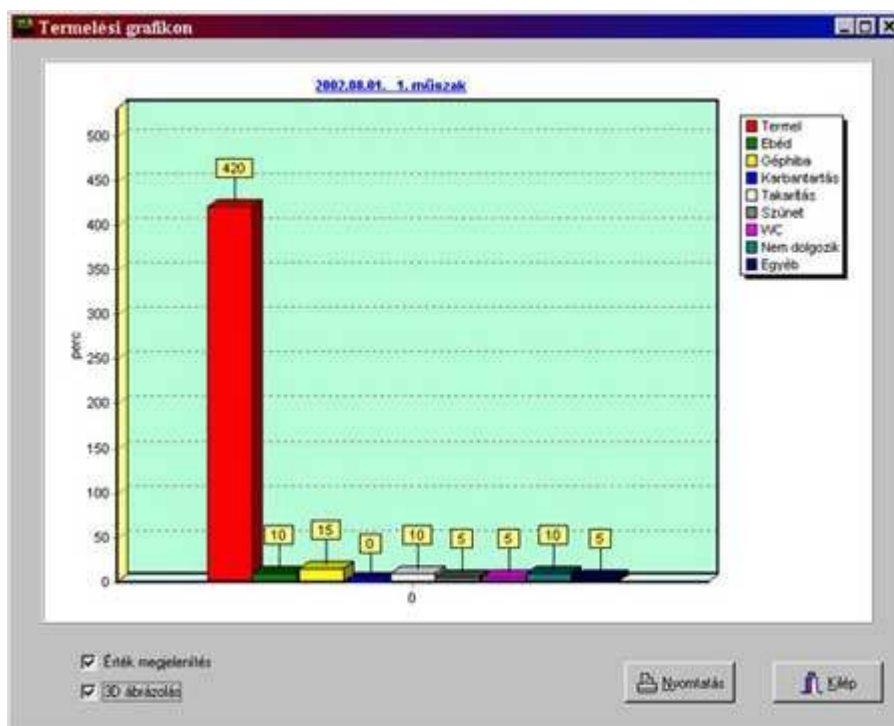 Termelési grafikon
2002.08.01. 1. műszak
500
450
400
350
300
250
200
150
100
50
0
perc
420
10
15
0
10
5
5
10
5
0
Termel
Ebéd
Géphiba
Karbantartás
Takarítás
Szünet
WC
Nem dolgozik
Egyéb
Érték megjelenítés
3D ábrázolás
Nyomtatás
Kilép